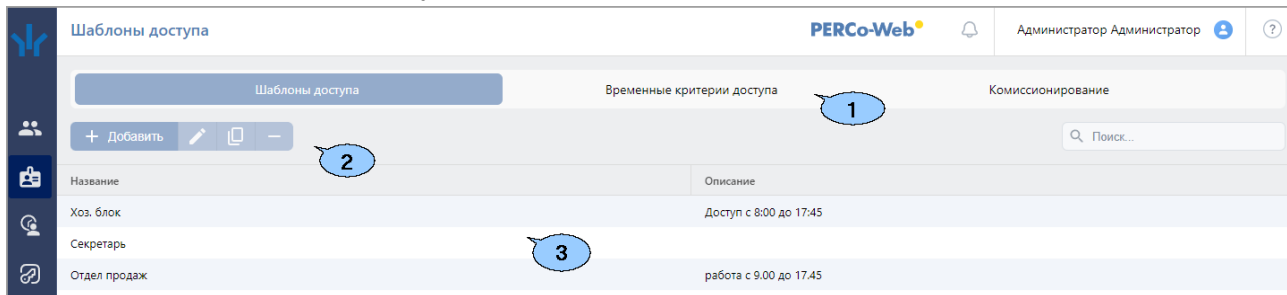 Шаблоны доступа PERCo-Web Администратор Администратор ?
Шаблоны доступа Временные критерии доступа Комиссионирование
1
+ Добавить Поиск...
2
Название Описание
Хоз. блок Доступ с 8:00 до 17:45
Секретарь
3
Отдел продаж работа с 9.00 до 17.45